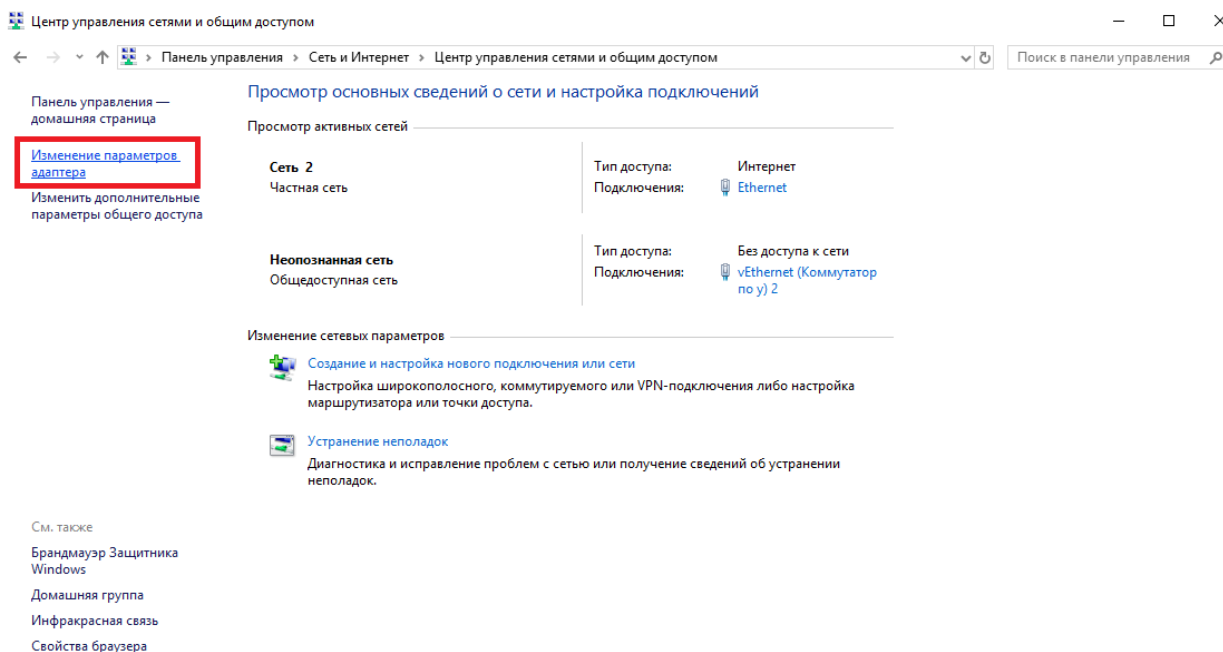 Центр управления сетями и общим доступом
Панель управления › Сеть и Интернет › Центр управления сетями и общим доступом
Поиск в панели управления
Панель управления —
домашняя страница
Изменение параметров
адаптера
Изменить дополнительные
параметры общего доступа
Просмотр основных сведений о сети и настройка подключений
Просмотр активных сетей
Сеть 2
Частная сеть
Тип доступа: Интернет
Подключения: Ethernet
Неопознанная сеть
Общедоступная сеть
Тип доступа: Без доступа к сети
Подключения: vEthernet (Коммутатор
по у) 2
Изменение сетевых параметров
Создание и настройка нового подключения или сети
Настройка широкополосного, коммутируемого или VPN-подключения либо настройка
маршрутизатора или точки доступа.
Устранение неполадок
Диагностика и исправление проблем с сетью или получение сведений об устранении
неполадок.
См. также
Брандмауэр Защитника
Windows
Домашняя группа
Инфракрасная связь
Свойства браузера